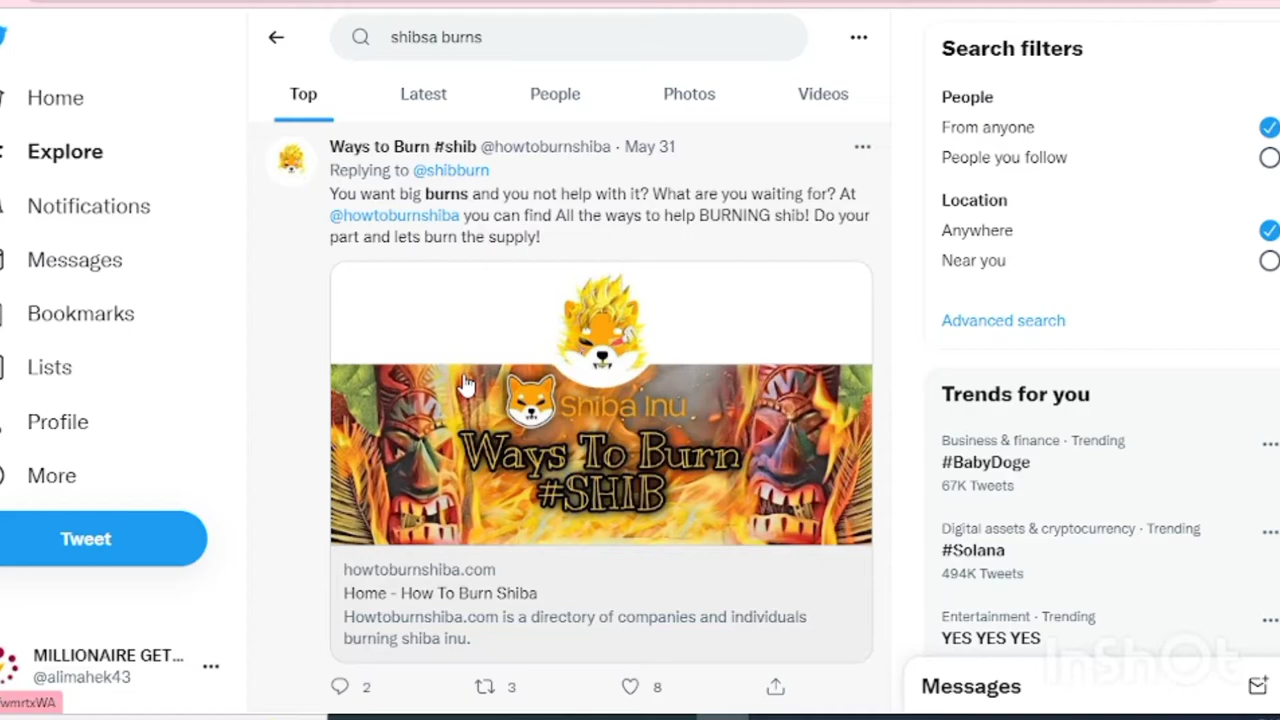 shibsa burns
Top
Latest
People
Photos
Videos
Home
Explore
Notifications
Messages
Bookmarks
Lists
Profile
More
Tweet
MILLIONAIRE GET...
@alimahek43
wmrtxWA
Ways to Burn #shib @howtoburnshiba · May 31
Replying to @shibburn
You want big burns and you not help with it? What are you waiting for? At
@howtoburnshiba you can find All the ways to help BURNING shib! Do your
part and lets burn the supply!
Shiba Inu
Ways To Burn
#SHIB
howtoburnshiba.com
Home - How To Burn Shiba
Howtoburnshiba.com is a directory of companies and individuals
burning shiba inu.
2
3
8
Search filters
People
From anyone
People you follow
Location
Anywhere
Near you
Advanced search
Trends for you
Business & finance · Trending
#BabyDoge
67K Tweets
Digital assets & cryptocurrency · Trending
#Solana
494K Tweets
Entertainment · Trending
YES YES YES
InShOt
Messages